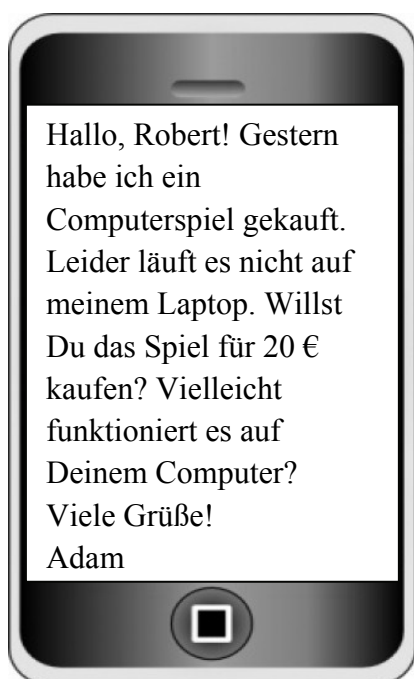 Hallo, Robert! Gestern
habe ich ein
Computerspiel gekauft.
Leider läuft es nicht auf
meinem Laptop. Willst
Du das Spiel für 20 €
kaufen? Vielleicht
funktioniert es auf
Deinem Computer?
Viele Grüße!
Adam